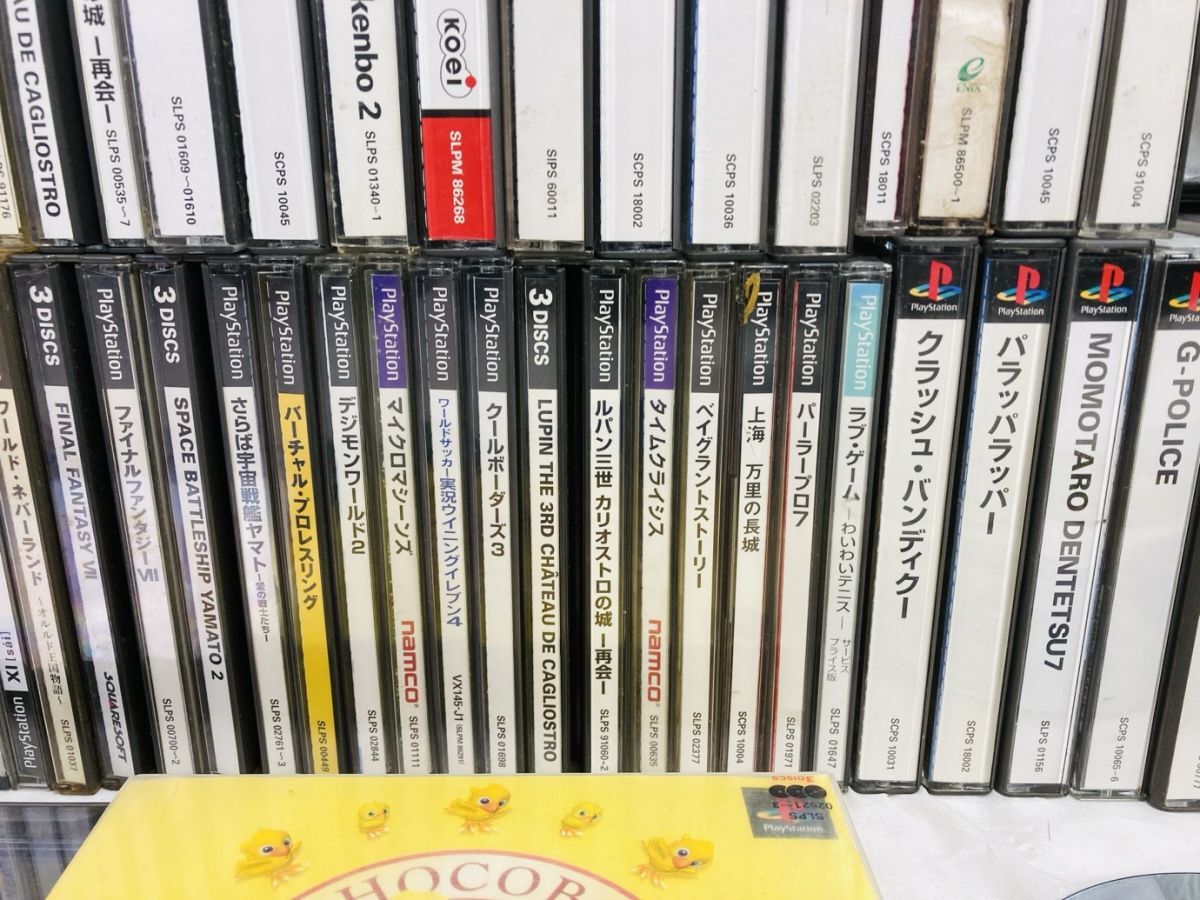 AU DE CAGLIOSTRO
城 ー再会ー SLPS 00535~7
SLPS 01609~01610
SCPS 10045
kenbo 2 SLPS 01340~1
KOEI SLPM 86268
SIPS 60011
SCPS 18002
SCPS 10036
SLPS 02203
SCPS 18011
SLPM 86500~1
SCPS 10045
SCPS 91004
91176
IX
PlayStation
ワールド・ネバーランド ~オルルド王国物語~ SLPS 01037
3 DISCS FINAL FANTASY VII
PlayStation ファイナルファンタジーVII SQUARESOFT
3 DISCS SPACE BATTLESHIP YAMATO 2
SLPS 00700~2
PlayStation さらば宇宙戦艦ヤマト ー愛の戦士たちー SLPS 02761~3
PlayStation バーチャル・プロレスリング SLPS 00449
PlayStation デジモンワールド2 SLPS 02844
PlayStation マイクロマシーンズ namco SLPS 01111
PlayStation ワールドサッカー実況ウイニングイレブン4 VX145-J1 (SLPM 86291)
PlayStation クールボーダーズ3 SLPS 01698
3 DISCS LUPIN THE 3RD CHÂTEAU DE CAGLIOSTRO
PlayStation ルパン三世 カリオストロの城 ー再会ー SLPS 91060~2
PlayStation タイムクライシス namco SLPS 00635
PlayStation ベイグラントストーリー SLPS 02377
PlayStation 上海 万里の長城 SCPS 10004
PlayStation パーラープロ7 SLPS 01971
PlayStation ラブ・ゲーム ーわいわいテニスー サービスプライス版 SLPS 01647
PlayStation クラッシュ・バンディクー SCPS 10031
PlayStation パラッパラッパー SCPS 18002
PlayStation MOMOTARO DENTETSU7 SLPS 01156
G-POLICE SCPS 10065~6
3DISCS
SLPS
02921~3
PlayStation
HOCOB